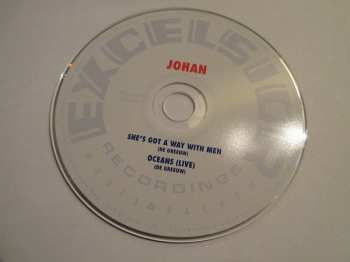 EXCELSIOR
JOHAN
SHE'S GOT A WAY WITH MEN
(DE GREEUW)
OCEANS (LIVE)
(DE GREEUW)
RECORDINGS